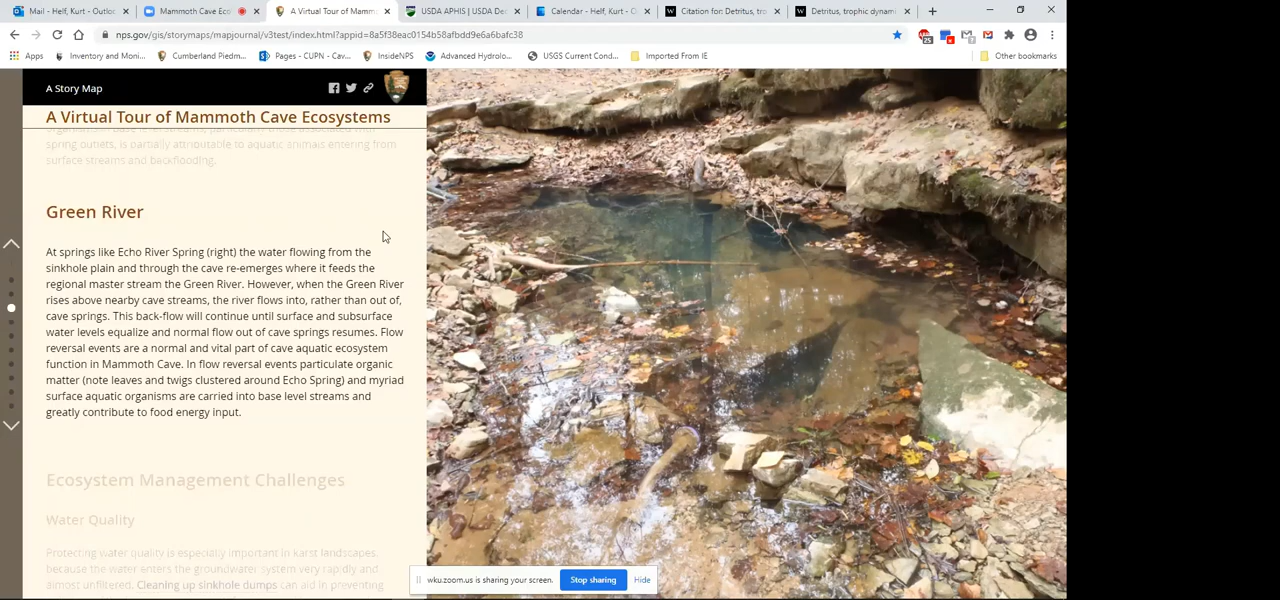 Mail - Helf, Kurt - Outloo
Mammoth Cave Eco
A Virtual Tour of Mammo
USDA APHIS | USDA De
Calendar - Helf, Kurt - O
Citation for: Detritus, tro
Detritus, trophic dynami
nps.gov/gis/storymaps/mapjournal/v3test/index.html?appid=8a5f38eac0154b58afbdd9e6a6bafc38
Apps
Inventory and Moni...
Cumberland Piedm...
Pages - CUPN - Cav...
InsideNPS
Advanced Hydrolo...
USGS Current Cond...
Imported From IE
Other bookmarks
A Story Map
A Virtual Tour of Mammoth Cave Ecosystems
spring outlets, is partially attributable to aquatic animals entering from
surface streams and backflooding.
Green River
At springs like Echo River Spring (right) the water flowing from the
sinkhole plain and through the cave re-emerges where it feeds the
regional master stream the Green River. However, when the Green River
rises above nearby cave streams, the river flows into, rather than out of,
cave springs. This back-flow will continue until surface and subsurface
water levels equalize and normal flow out of cave springs resumes. Flow
reversal events are a normal and vital part of cave aquatic ecosystem
function in Mammoth Cave. In flow reversal events particulate organic
matter (note leaves and twigs clustered around Echo Spring) and myriad
surface aquatic organisms are carried into base level streams and
greatly contribute to food energy input.
Ecosystem Management Challenges
Water Quality
Protecting water quality is especially important in karst landscapes,
because the water enters the groundwater system very rapidly and
almost unfiltered. Cleaning up sinkhole dumps can aid in preventing
wku.zoom.us is sharing your screen.
Stop sharing
Hide